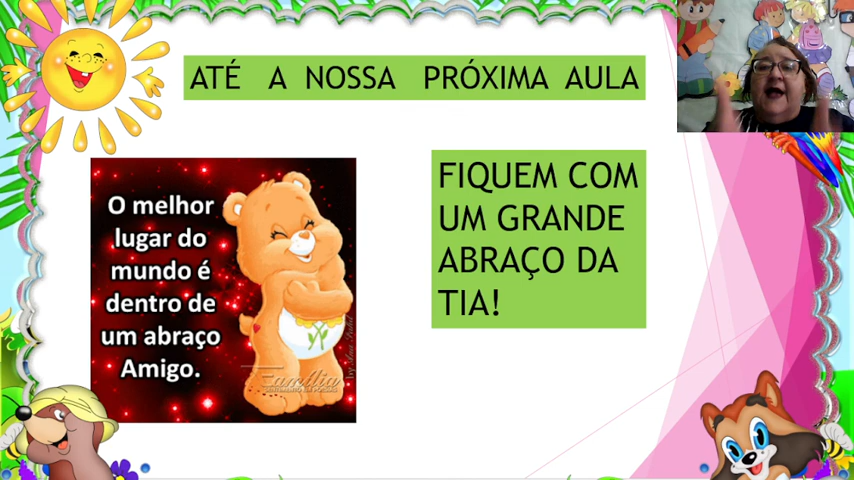 ATÉ A NOSSA PRÓXIMA AULA
O melhor
lugar do
mundo é
dentro de
um abraço
Amigo.
FIQUEM COM
UM GRANDE
ABRAÇO DA
TIA!
Família